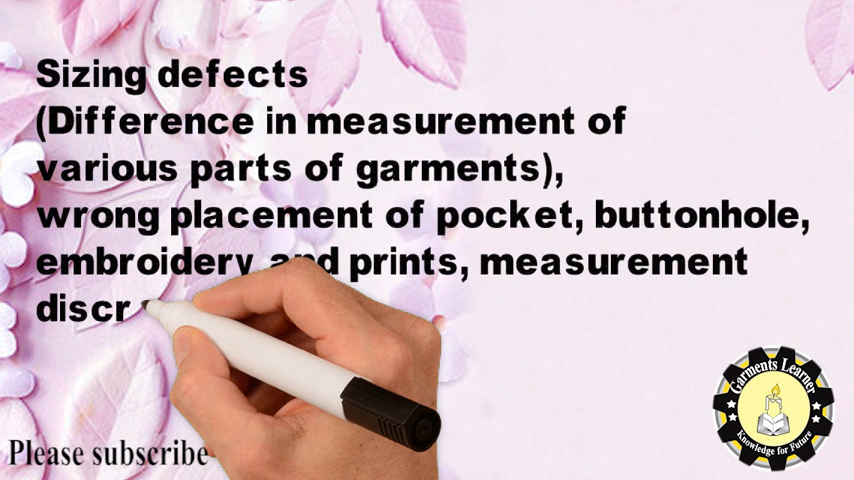 Sizing defects
(Difference in measurement of
various parts of garments),
wrong placement of pocket, buttonhole,
embroidery and prints, measurement
discr
Please subscribe
Garments Learner
Knowledge for Future